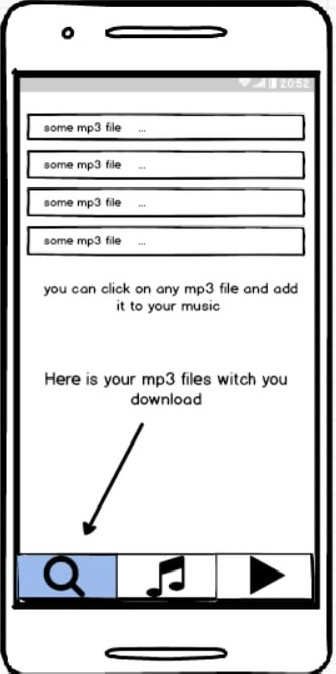 20:52
some mp3 file ...
some mp3 file ...
some mp3 file ...
some mp3 file ...
you can click on any mp3 file and add
it to your music
Here is your mp3 files witch you
download